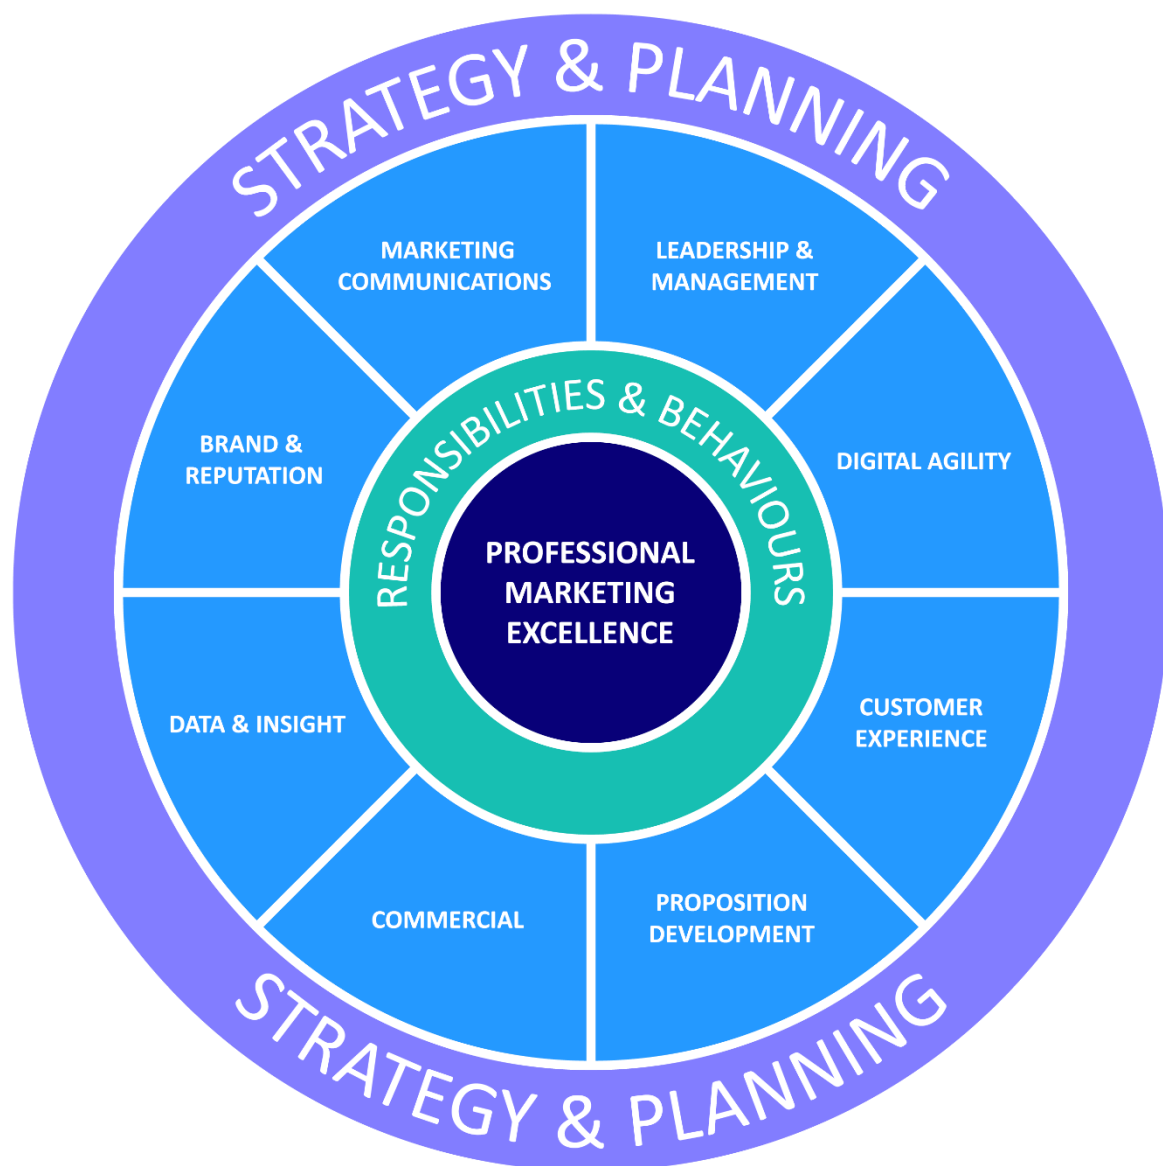 STRATEGY & PLANNING
MARKETING
COMMUNICATIONS
LEADERSHIP &
MANAGEMENT
DIGITAL AGILITY
CUSTOMER
EXPERIENCE
PROPOSITION
DEVELOPMENT
COMMERCIAL
DATA & INSIGHT
BRAND &
REPUTATION
RESPONSIBILITIES & BEHAVIOURS
PROFESSIONAL
MARKETING
EXCELLENCE
STRATEGY & PLANNING